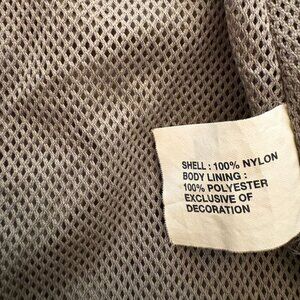 SHELL : 100% NYLON
BODY LINING :
100% POLYESTER
EXCLUSIVE OF
DECORATION